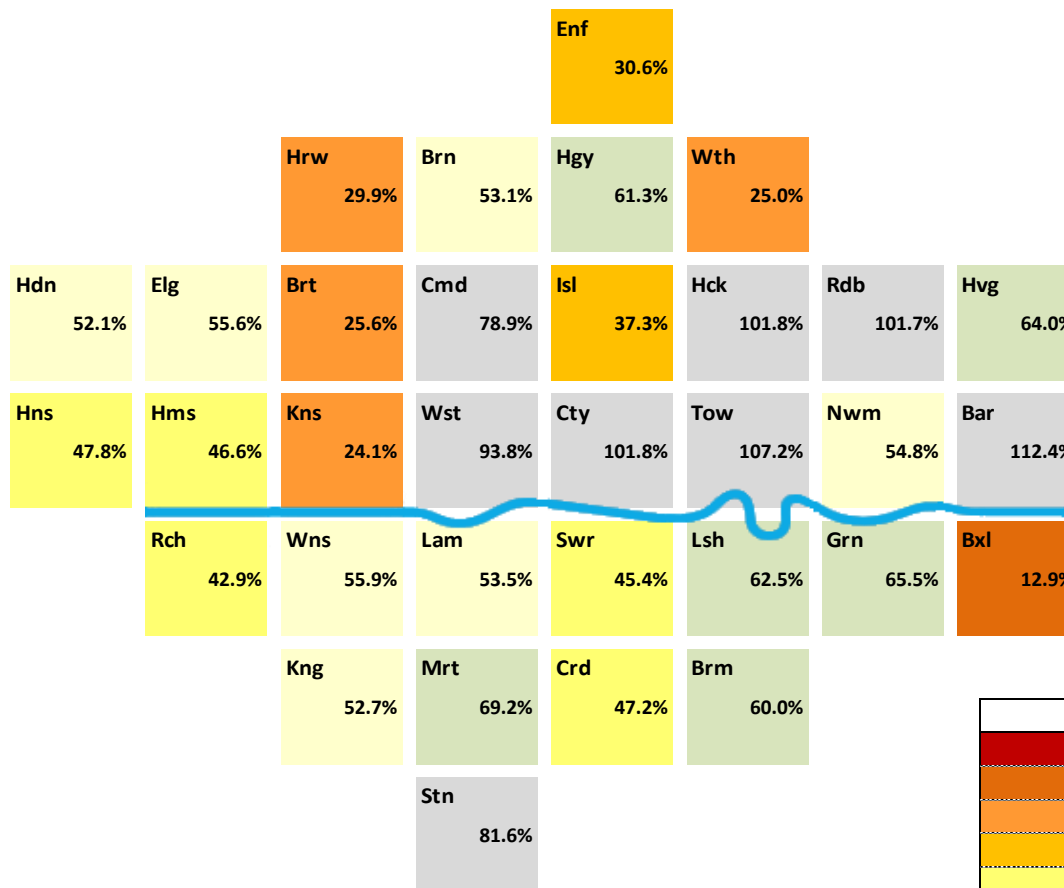 Enf
30.6%
Hrw Brn Hgy Wth
29.9% 53.1% 61.3% 25.0%
Hdn Elg Brt Cmd Isl Hck Rdb Hvg
52.1% 55.6% 25.6% 78.9% 37.3% 101.8% 101.7% 64.0%
Hns Hms Kns Wst Cty Tow Nwm Bar
47.8% 46.6% 24.1% 93.8% 101.8% 107.2% 54.8% 112.4%
Rch Wns Lam Swr Lsh Grn Bxl
42.9% 55.9% 53.5% 45.4% 62.5% 65.5% 12.9%
Kng Mrt Crd Brm
52.7% 69.2% 47.2% 60.0%
Stn
81.6%